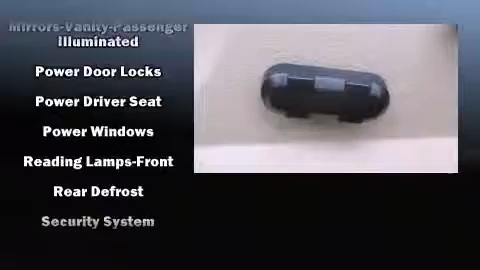 Mirrors-Vanity-Passenger
Illuminated
Power Door Locks
Power Driver Seat
Power Windows
Reading Lamps-Front
Rear Defrost
Security System